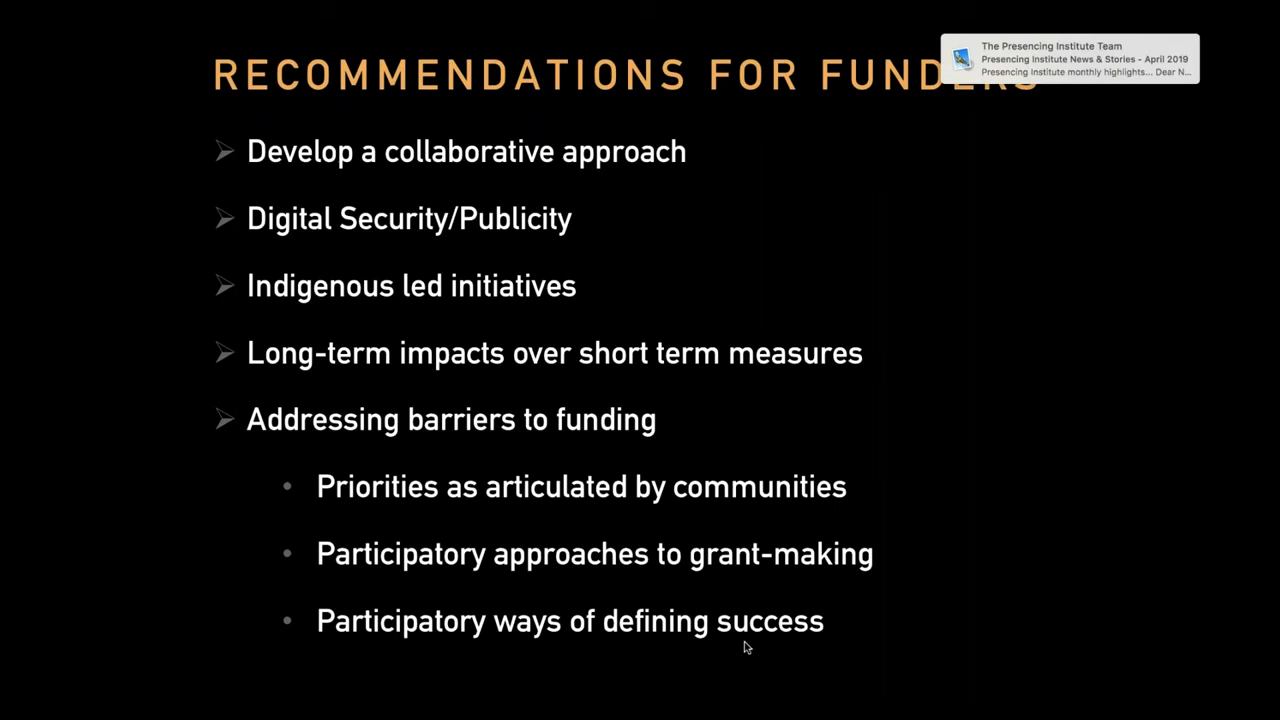 RECOMMENDATIONS FOR FUNDERS
The Presencing Institute Team
Presencing Institute News & Stories - April 2019
Presencing Institute monthly highlights... Dear N...
Develop a collaborative approach
Digital Security/Publicity
Indigenous led initiatives
Long-term impacts over short term measures
Addressing barriers to funding
Priorities as articulated by communities
Participatory approaches to grant-making
Participatory ways of defining success